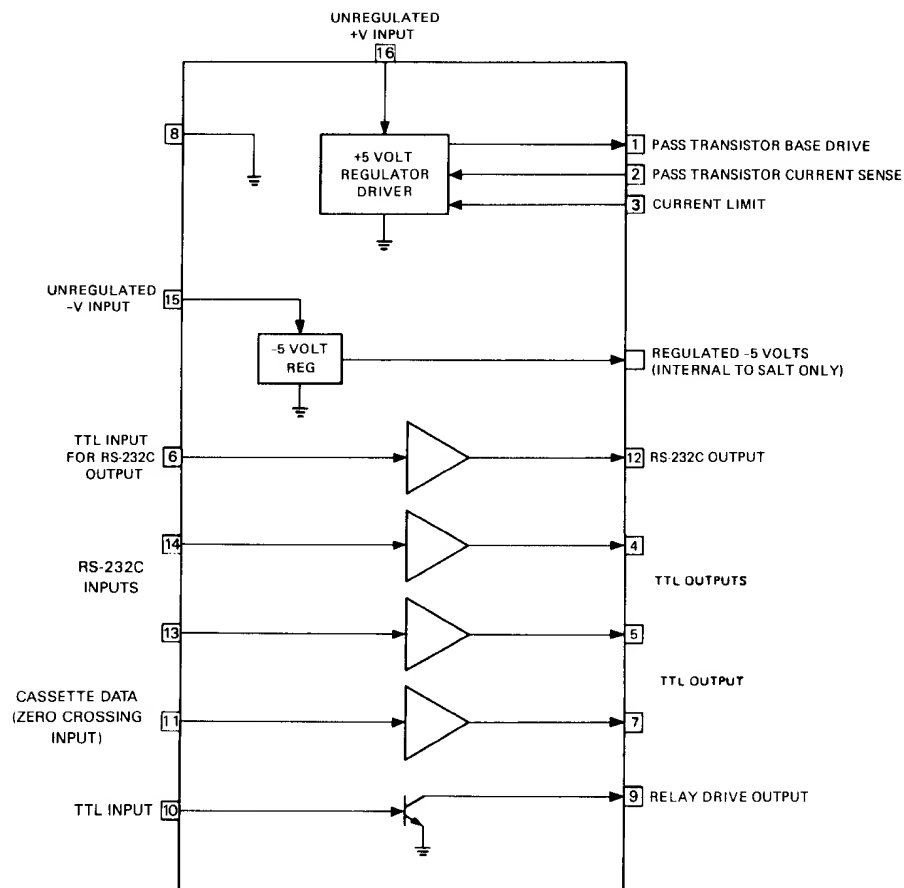 UNREGULATED
+V INPUT
16
8
+5 VOLT
REGULATOR
DRIVER
1 PASS TRANSISTOR BASE DRIVE
2 PASS TRANSISTOR CURRENT SENSE
3 CURRENT LIMIT
UNREGULATED
-V INPUT
15
-5 VOLT
REG
REGULATED -5 VOLTS
(INTERNAL TO SALT ONLY)
TTL INPUT
FOR RS-232C
OUTPUT
6
12 RS-232C OUTPUT
14
4
RS-232C
INPUTS
TTL OUTPUTS
13
5
TTL OUTPUT
CASSETTE DATA
(ZERO CROSSING
INPUT)
11
7
TTL INPUT 10
9 RELAY DRIVE OUTPUT